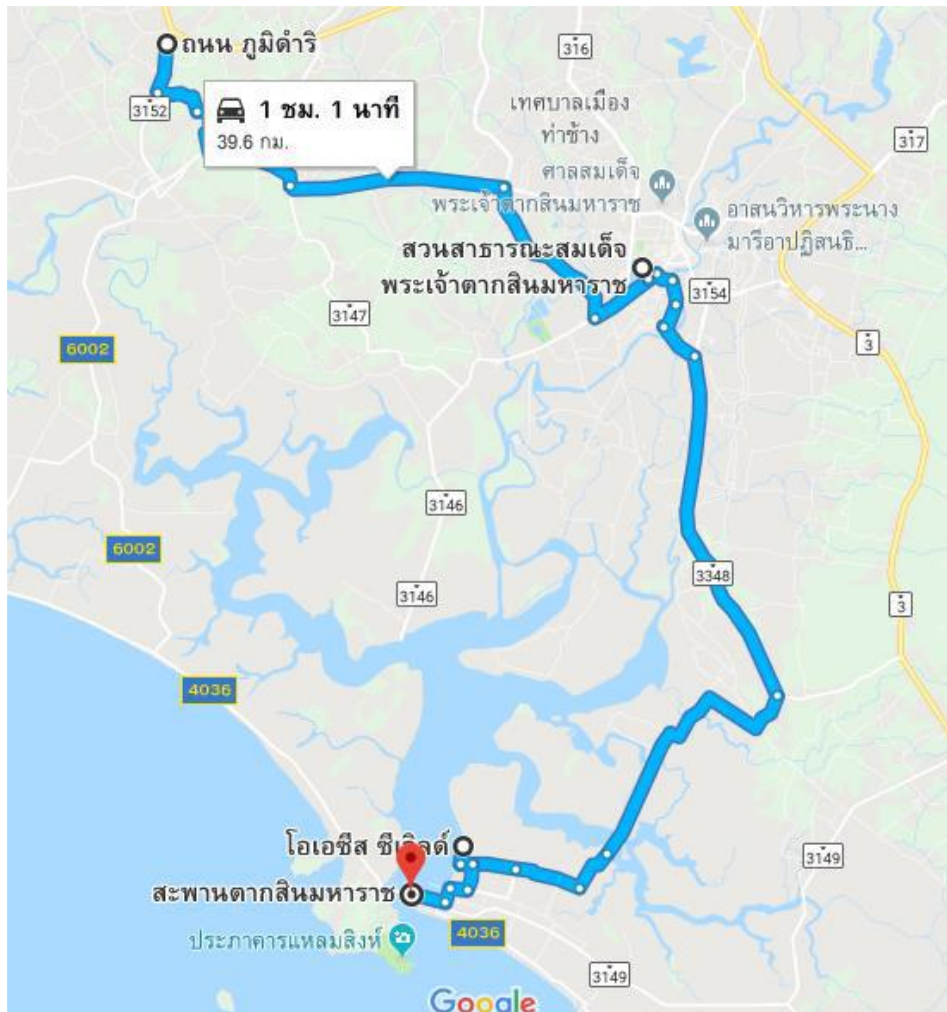 ถนน ภูมิดำริ
316
3152
1 ชม. 1 นาที
39.6 กม.
เทศบาลเมือง
ท่าช้าง
317
ศาลสมเด็จ
พระเจ้าตากสินมหาราช
อาสนวิหารพระนาง
มารีอาปฏิสนธิ...
สวนสาธารณะสมเด็จ
พระเจ้าตากสินมหาราช
3154
3147
3
6002
3146
6002
3348
3146
3
4036
โอเอซีส ซีเวิลด์
3149
สะพานตากสินมหาราช
ประภาคารแหลมสิงห์
4036
3149
Google